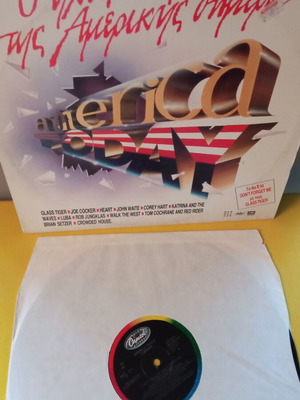 της Αμερικής σήμερα
america
TODAY
GLASS TIGER • JOE COCKER • HEART • JOHN WAITE • COREY HART • KATRINA AND THE
WAVES • LUBA • ROB JUNGKLAS • WALK THE WEST • TOM COCHRANE AND RED RIDER
BRIAN SETZER • CROWDED HOUSE
DON'T FORGET ME
GLASS TIGER
Capitol